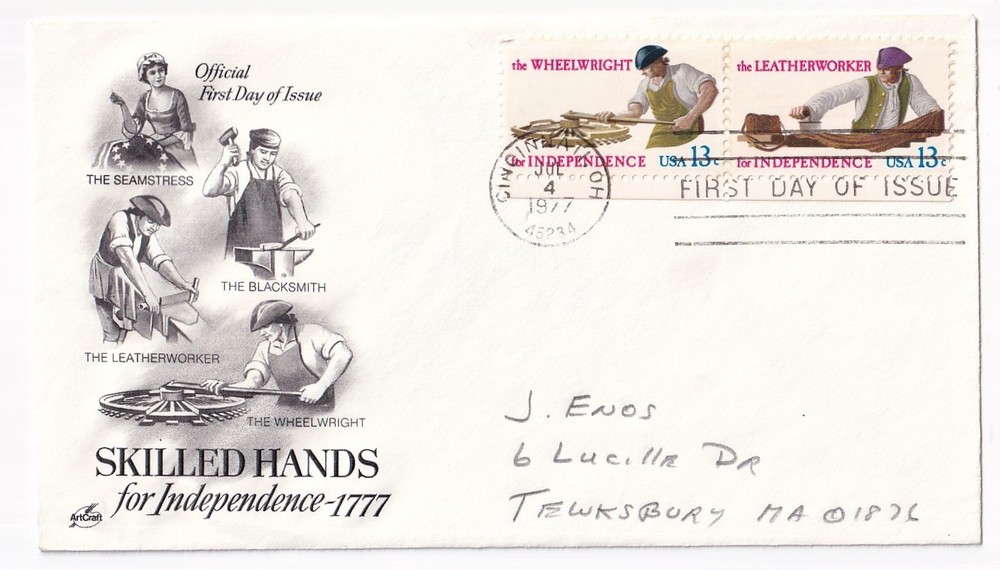 Official
First Day of Issue
THE SEAMSTRESS
THE BLACKSMITH
THE LEATHERWORKER
THE WHEELWRIGHT
SKILLED HANDS
for Independence-1777
ArtCraft
the WHEELWRIGHT
for INDEPENDENCE USA 13c
the LEATHERWORKER
for INDEPENDENCE USA 13c
CINCINNATI, OH
JUL
4
1977
45234
FIRST DAY OF ISSUE
J. ENOS
6 LUCILLE DR
TEWKSBURY MA 01876